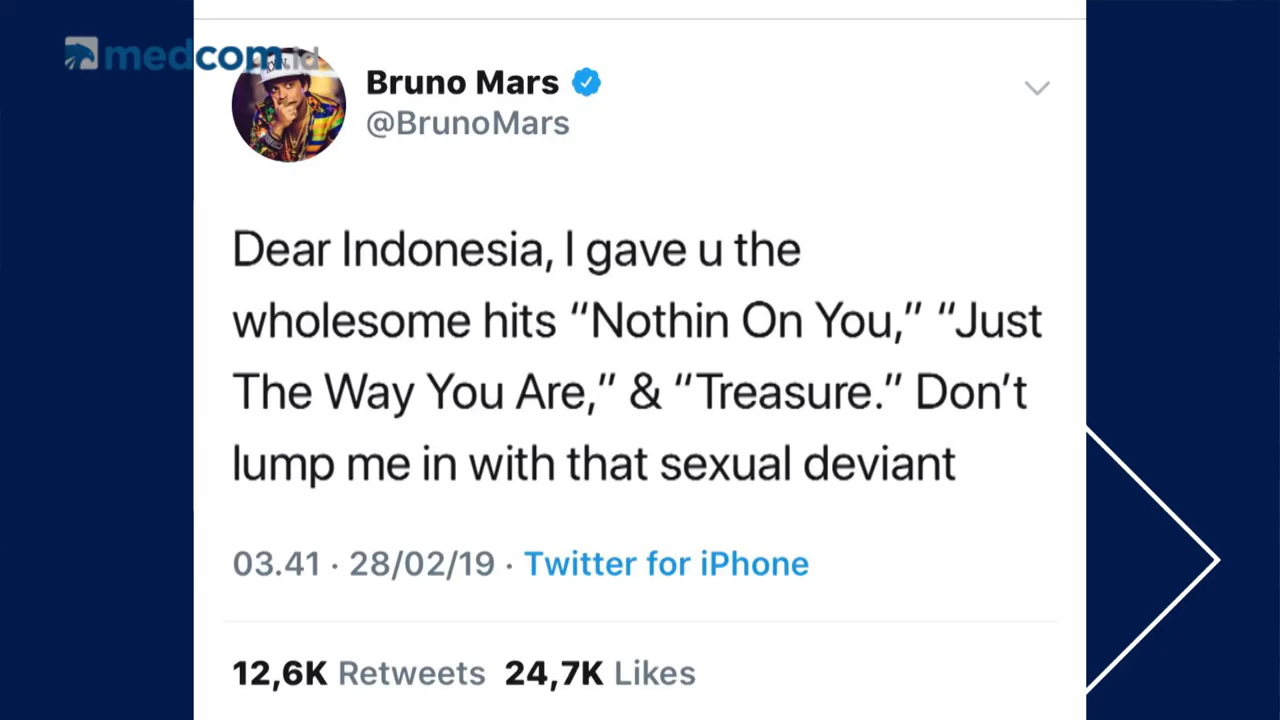 medcom.id
Bruno Mars
@BrunoMars
Dear Indonesia, I gave u the
wholesome hits “Nothin On You,” “Just
The Way You Are,” & “Treasure.” Don’t
lump me in with that sexual deviant
03.41 · 28/02/19 · Twitter for iPhone
12,6K Retweets 24,7K Likes